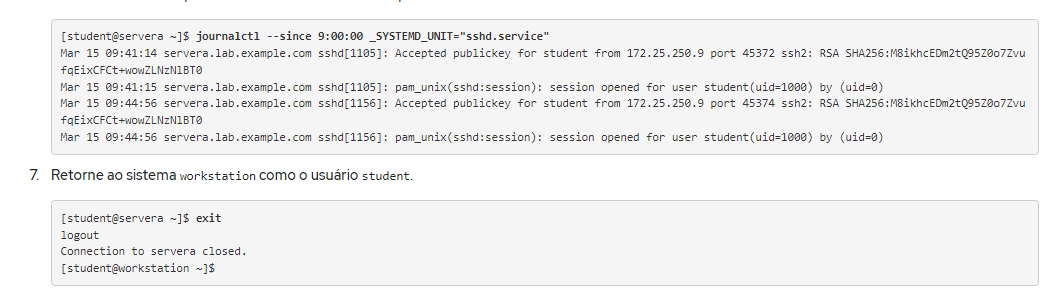 [student@servera ~]$ journalctl --since 9:00:00 _SYSTEMD_UNIT="sshd.service"
Mar 15 09:41:14 servera.lab.example.com sshd[1105]: Accepted publickey for student from 172.25.250.9 port 45372 ssh2: RSA SHA256:M8ikhcEDm2tQ95Z0o7Zvu
fqEixCFCt+wowZLNzNlBT0
Mar 15 09:41:15 servera.lab.example.com sshd[1105]: pam_unix(sshd:session): session opened for user student(uid=1000) by (uid=0)
Mar 15 09:44:56 servera.lab.example.com sshd[1156]: Accepted publickey for student from 172.25.250.9 port 45374 ssh2: RSA SHA256:M8ikhcEDm2tQ95Z0o7Zvu
fqEixCFCt+wowZLNzNlBT0
Mar 15 09:44:56 servera.lab.example.com sshd[1156]: pam_unix(sshd:session): session opened for user student(uid=1000) by (uid=0)
7. Retorne ao sistema workstation como o usuário student.
[student@servera ~]$ exit
logout
Connection to servera closed.
[student@workstation ~]$